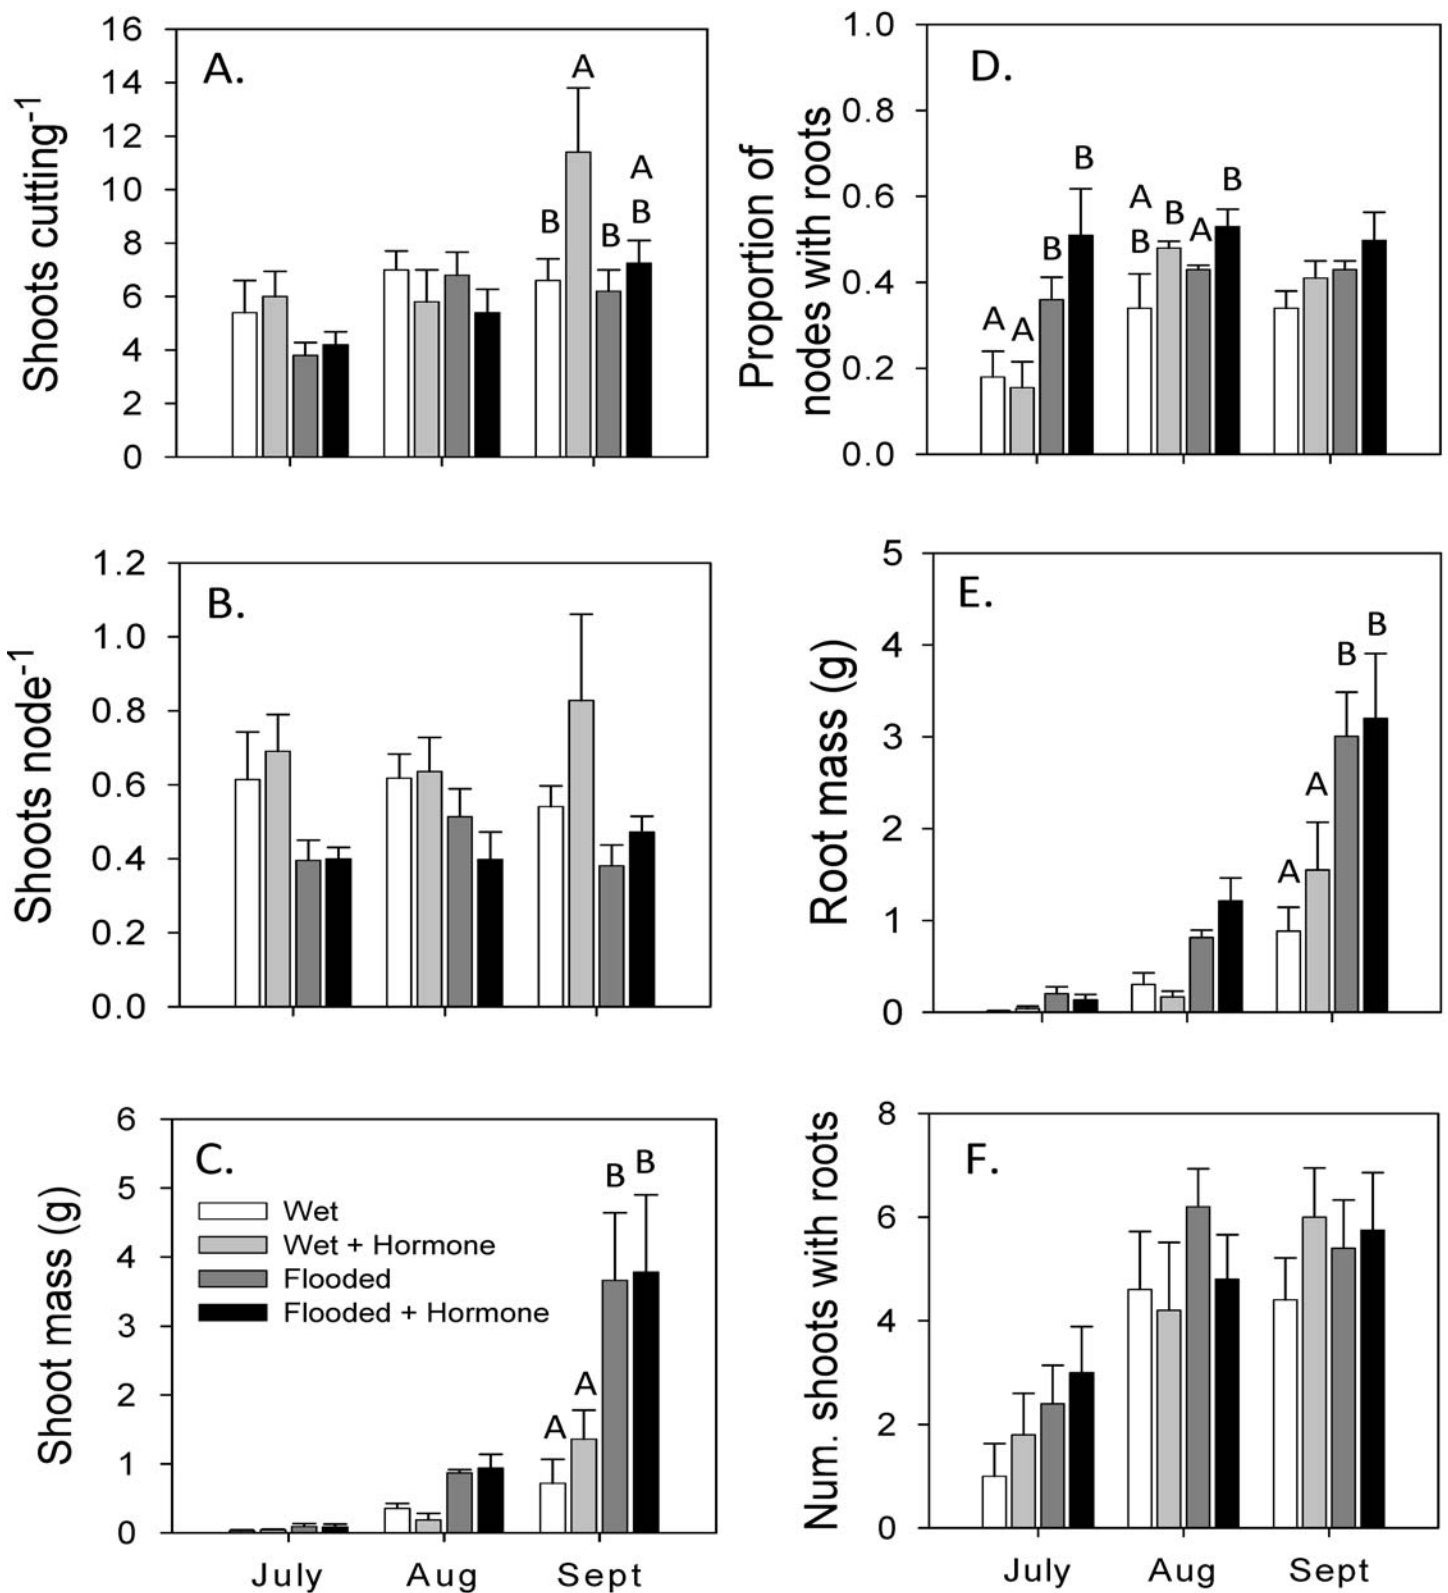 A.
Shoots cutting-1
16
14
12
10
8
6
4
2
0
A
A
B
B
B
D.
Proportion of
nodes with roots
1.0
0.8
0.6
0.4
0.2
0.0
A
A
B
B
A
B
B
A
B
B.
Shoots node-1
1.2
1.0
0.8
0.6
0.4
0.2
0.0
E.
Root mass (g)
5
4
3
2
1
0
A
A
B
B
C.
Shoot mass (g)
6
5
4
3
2
1
0
Wet
Wet + Hormone
Flooded
Flooded + Hormone
A
A
B
B
July Aug Sept
F.
Num. shoots with roots
8
6
4
2
0
July Aug Sept